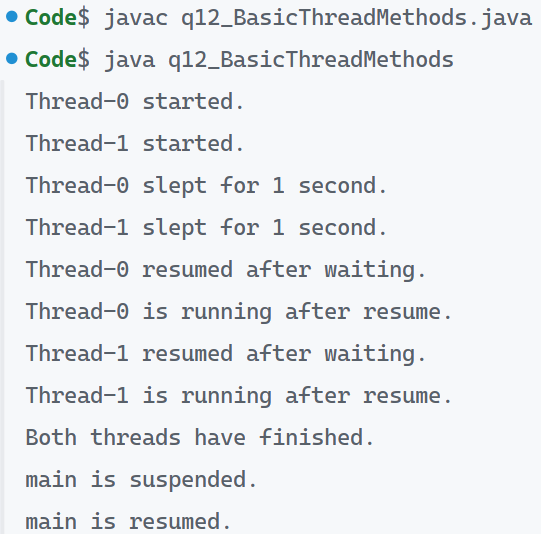 Code$ javac q12_BasicThreadMethods.java
Code$ java q12_BasicThreadMethods
Thread-0 started.
Thread-1 started.
Thread-0 slept for 1 second.
Thread-1 slept for 1 second.
Thread-0 resumed after waiting.
Thread-0 is running after resume.
Thread-1 resumed after waiting.
Thread-1 is running after resume.
Both threads have finished.
main is suspended.
main is resumed.